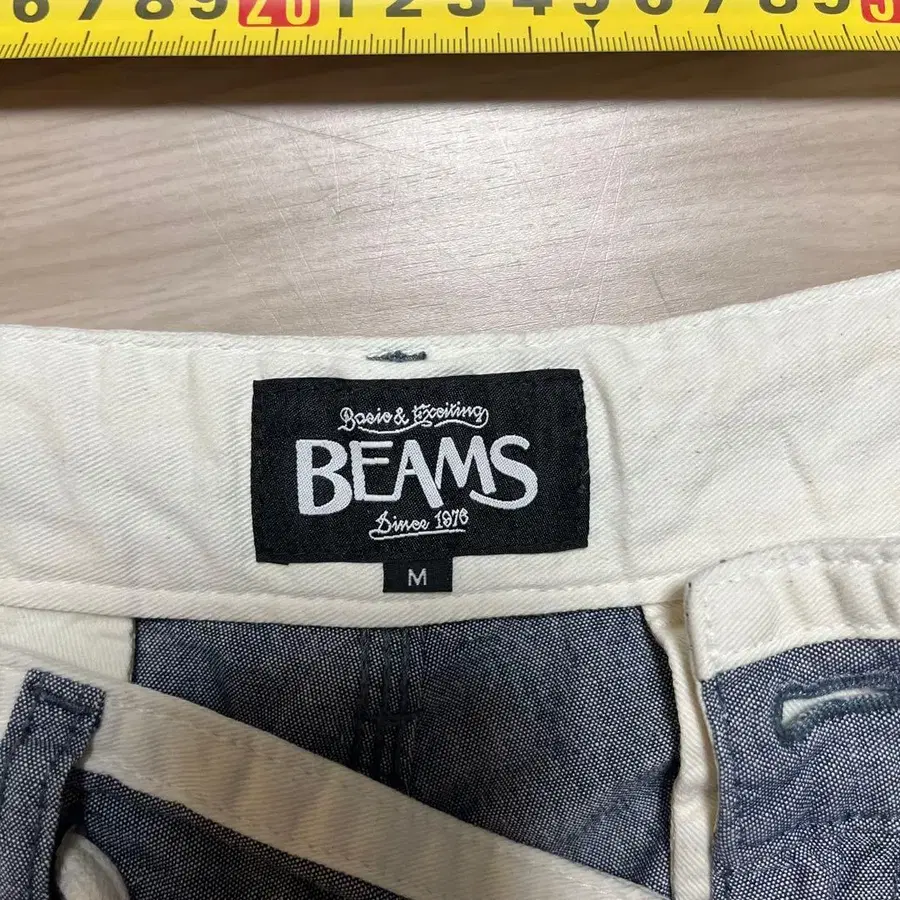 6 7 8 9 20 1 2 3 4 5 6 7 8 9 3
Basic & Exciting
BEAMS
Since 1976
M